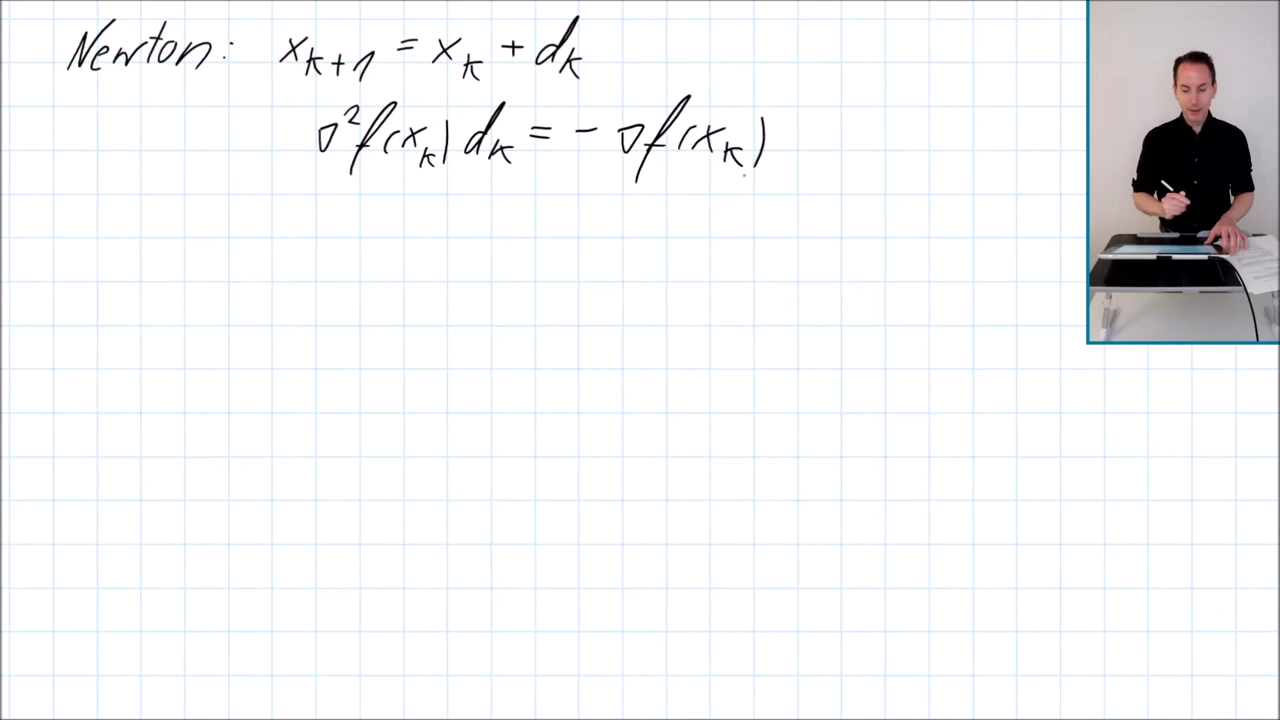 Newton: x_{k+1} = x_k + d_k
∇²f(x_k) d_k = - ∇f(x_k)